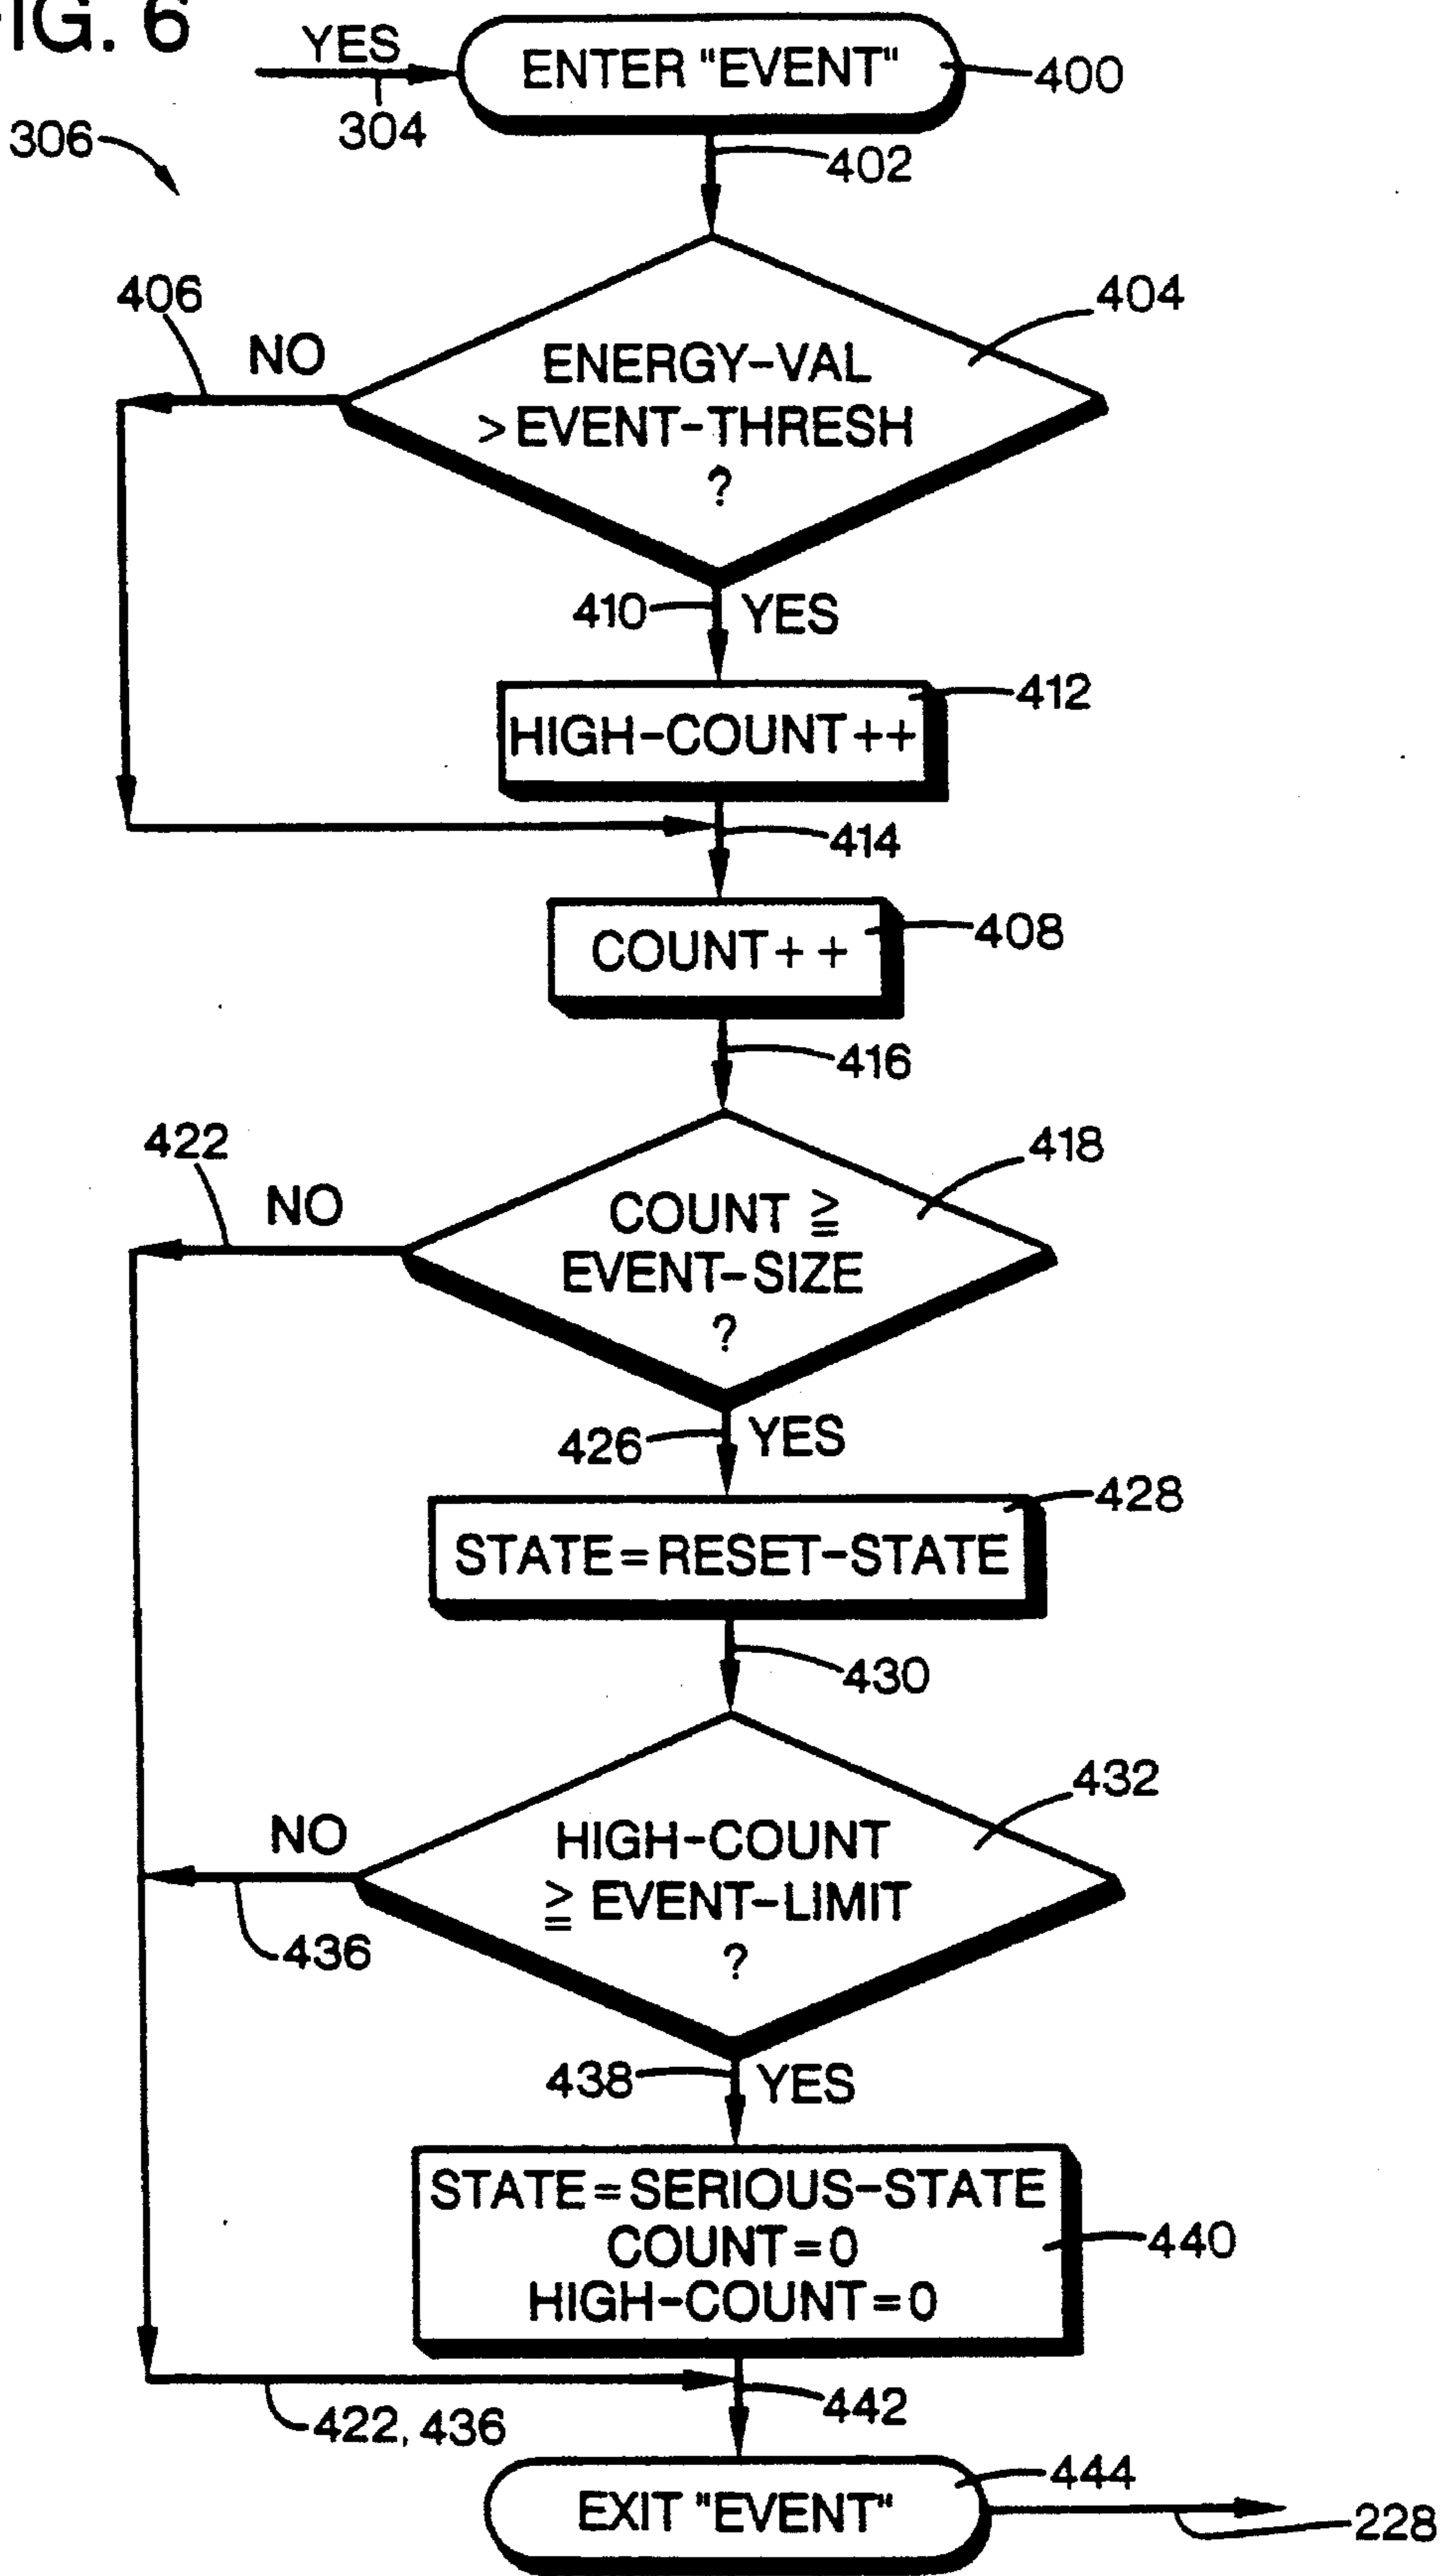 FIG. 6
YES
304
306
ENTER "EVENT"
400
402
406
NO
404
ENERGY-VAL
>EVENT-THRESH
?
410
YES
412
HIGH-COUNT++
414
COUNT++
408
416
422
NO
418
COUNT ≧
EVENT-SIZE
?
426
YES
428
STATE=RESET-STATE
430
432
NO
436
HIGH-COUNT
≧ EVENT-LIMIT
?
438
YES
STATE=SERIOUS-STATE
COUNT=0
HIGH-COUNT=0
440
422, 436
442
EXIT "EVENT"
444
228